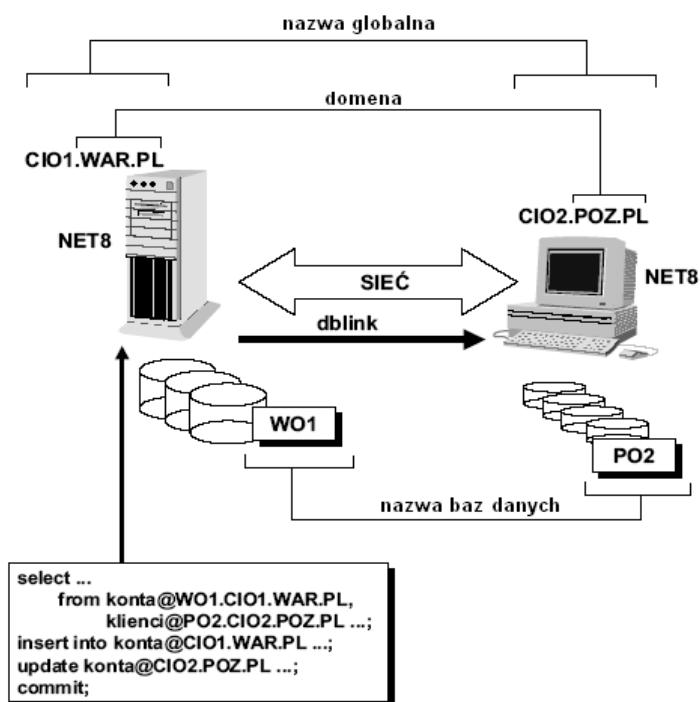 nazwa globalna
domena
CIO1.WAR.PL
CIO2.POZ.PL
NET8
SIEĆ
NET8
dblink
WO1
PO2
nazwa baz danych
select ...
from konta@WO1.CIO1.WAR.PL,
klienci@PO2.CIO2.POZ.PL ...;
insert into konta@CIO1.WAR.PL ...;
update konta@CIO2.POZ.PL ...;
commit;